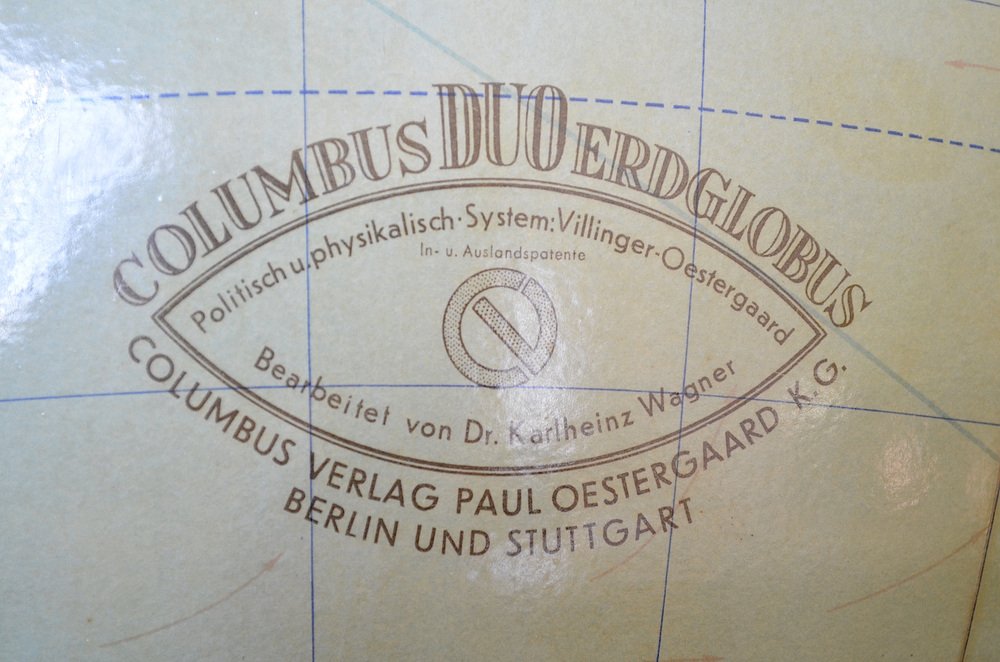 COLUMBUS DUO ERDGLOBUS
Politisch u. physikalisch · System: Villinger-Oestergaard
In- u. Auslandspatente
Bearbeitet von Dr. Karlheinz Wagner
COLUMBUS VERLAG PAUL OESTERGAARD K.G.
BERLIN UND STUTTGART